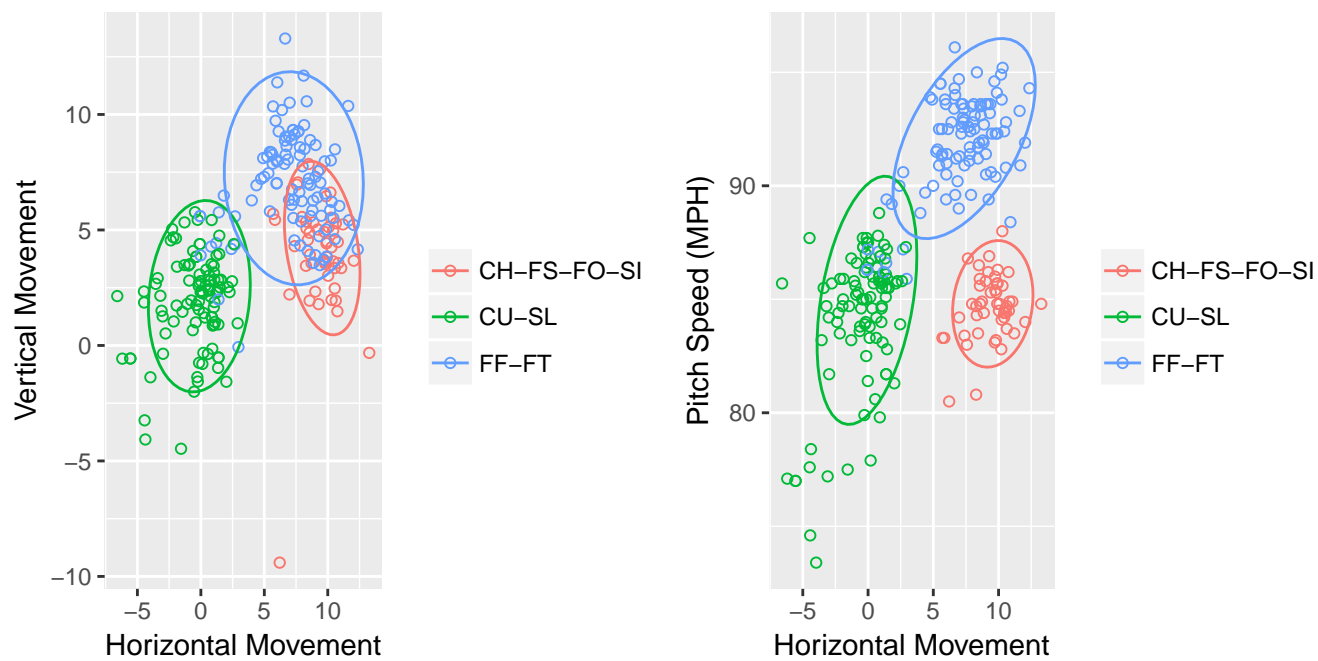 Vertical Movement
10
5
0
−5
−10
−5 0 5 10
Horizontal Movement
CH−FS−FO−SI
CU−SL
FF−FT
Pitch Speed (MPH)
90
80
−5 0 5 10
Horizontal Movement
CH−FS−FO−SI
CU−SL
FF−FT